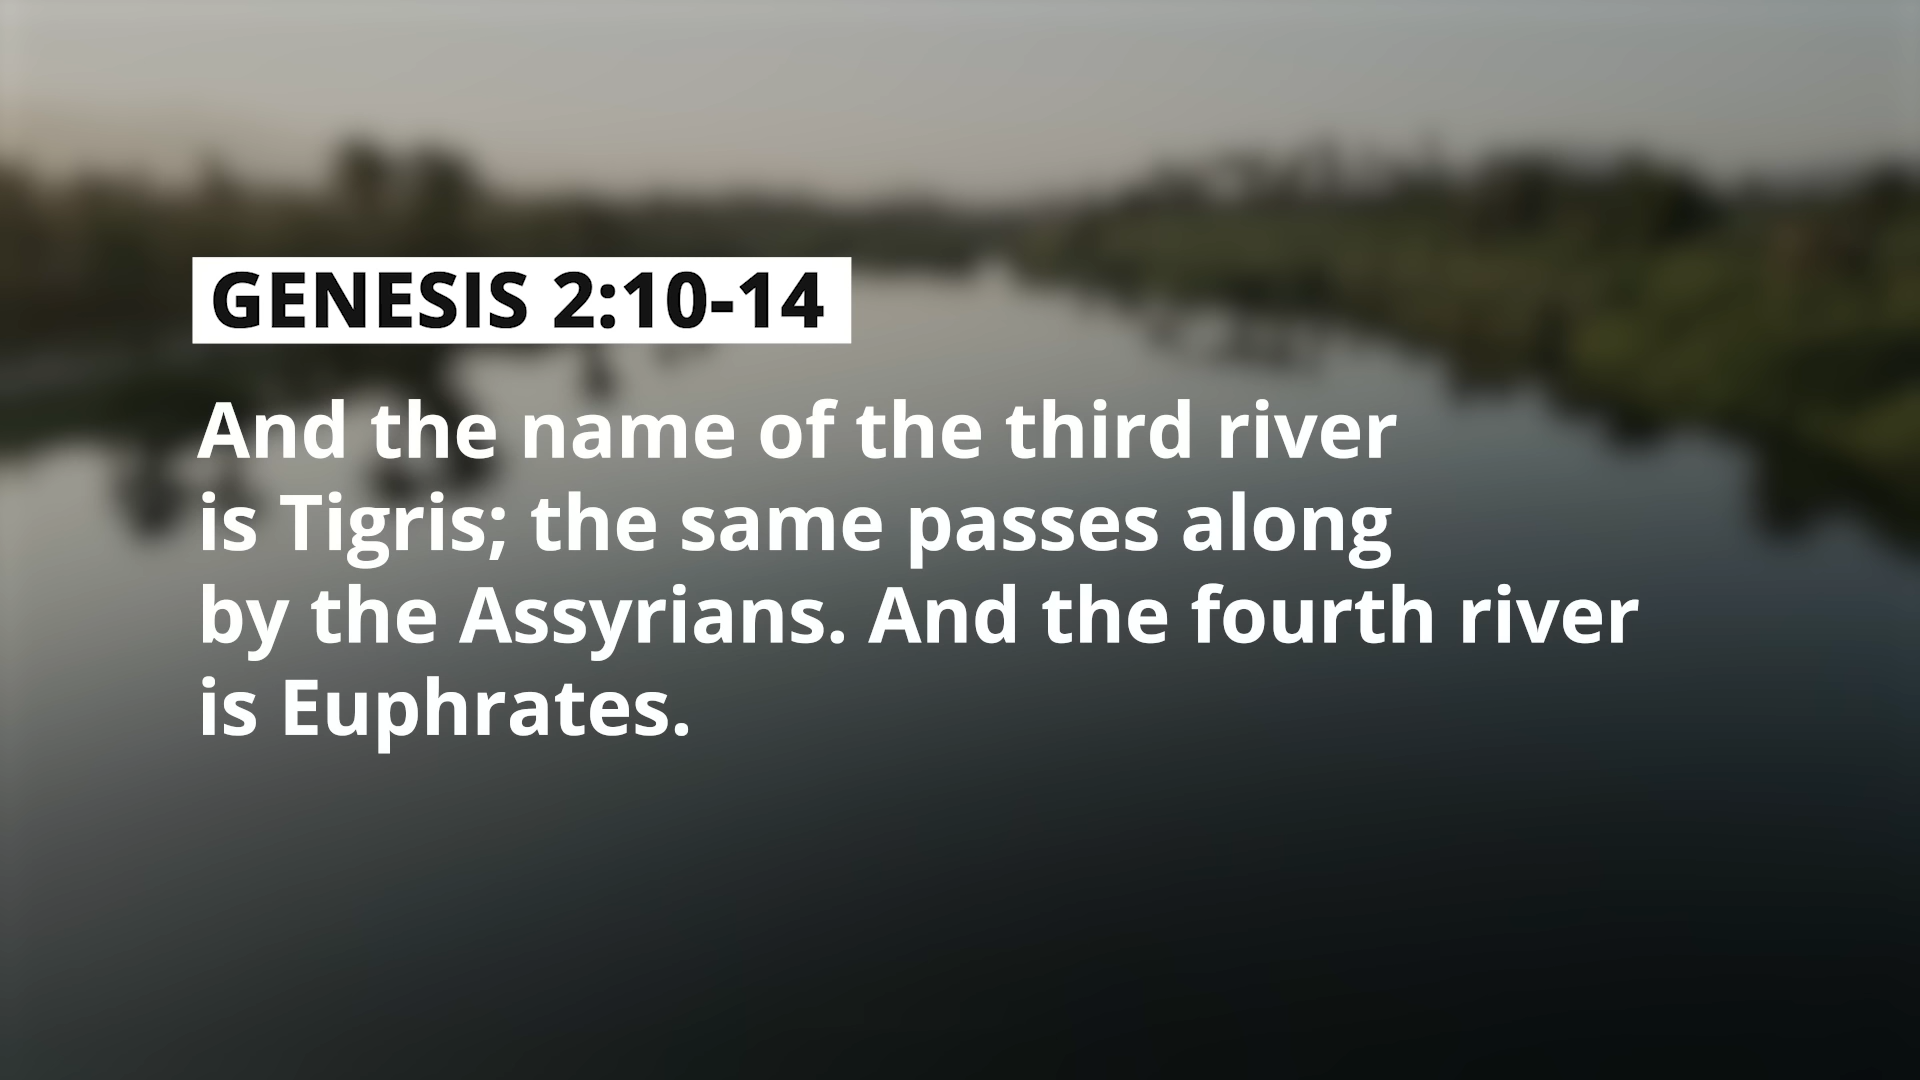 GENESIS 2:10-14
And the name of the third river
is Tigris; the same passes along
by the Assyrians. And the fourth river
is Euphrates.